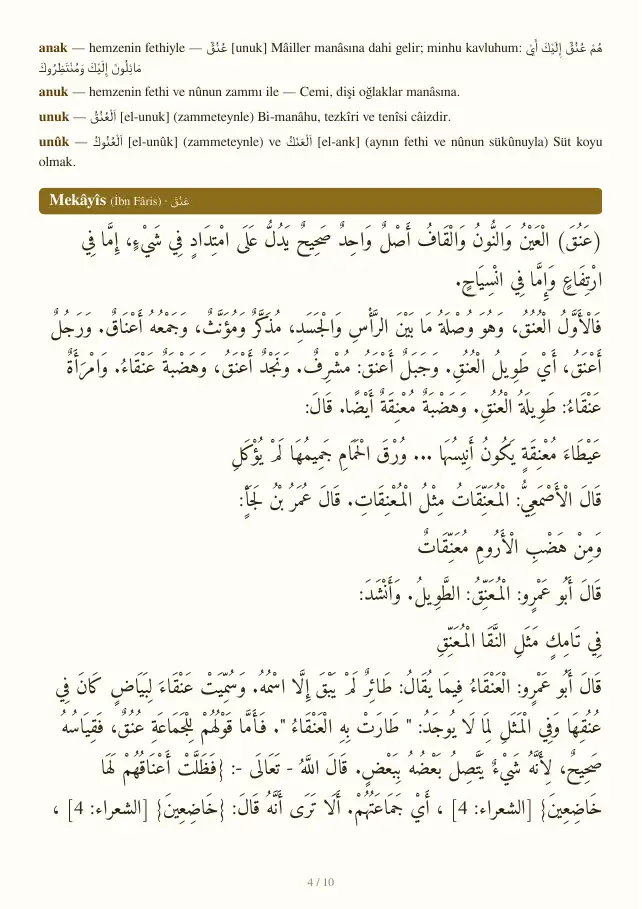 anak — hemzenin fethiyle — عُنُقٌ [unuk] Mâiller manâsına dahi gelir; minhu kavluhum: هُمْ عُنُقٌ إِلَيْكَ أَيْ
مَائِلُونَ إِلَيْكَ وَمُنْتَظِرُوكَ
anuk — hemzenin fethi ve nûnun zammı ile — Cemi, dişi oğlaklar manâsına.
unuk — اَلْعُنُقُ [el-unuk] (zammeteynle) Bi-manâhu, tezkîri ve tenîsi câizdir.
unûk — اَلْعُنُوكُ [el-unûk] (zammeteynle) ve اَلْعَنْكُ [el-ank] (aynın fethi ve nûnun sükûnuyla) Süt koyu
olmak.
Mekâyîs (İbn Fâris) · عَنَقَ
(عَنُقَ) الْعَيْنُ وَالنُّونُ وَالْقَافُ أَصْلٌ وَاحِدٌ صَحِيحٌ يَدُلُّ عَلَى امْتِدَادٍ فِي شَيْءٍ، إِمَّا فِي
ارْتِفَاعٍ وَإِمَّا فِي انْسِيَاحٍ.
فَالْأَوَّلُ الْعُنُقُ، وَهُوَ وُصْلَةُ مَا بَيْنَ الرَّأْسِ وَالْجَسَدِ، مُذَكَّرٌ وَمُؤَنَّثٌ، وَجَمْعُهُ أَعْنَاقٌ. وَرَجُلٌ
أَعْنَقُ، أَيْ طَوِيلُ الْعُنُقِ. وَجَبَلٌ أَعْنَقُ: مُشْرِفٌ. وَنَجْدٌ أَعْنَقُ، وَهَضْبَةٌ عَنْقَاءُ. وَامْرَأَةٌ
عَنْقَاءُ: طَوِيلَةُ الْعُنُقِ. وَهَضْبَةٌ مُعْنِقَةٌ أَيْضًا. قَالَ:
عَيْطَاءَ مُعْنِقَةٍ يَكُونُ أَنِيسُهَا ... وُرْقَ الْحَمَامِ جَمِيمُهَا لَمْ يُؤْكَلِ
قَالَ الْأَصْمَعِيُّ: الْمُعَنِّقَاتُ مِثْلُ الْمُعْنِقَاتِ. قَالَ عُمَرُ بْنُ لَجَأٍ:
وَمِنْ هَضْبِ الْأَرُومِ مُعَنِّقَاتٌ
قَالَ أَبُو عَمْرٍو: الْمُعَنِّقُ: الطَّوِيلُ. وَأَنْشَدَ:
فِي تَامِكٍ مَثَلِ النَّقَا الْمُعَنِّقِ
قَالَ أَبُو عَمْرٍو: الْعَنْقَاءُ فِيمَا يُقَالُ: طَائِرٌ لَمْ يَبْقَ إِلَّا اسْمُهُ. وَسُمِّيَتْ عَنْقَاءَ لِبَيَاضٍ كَانَ فِي
عُنُقِهَا وَفِي الْمَثَلِ لِمَا لَا يُوجَدُ: " طَارَتْ بِهِ الْعَنْقَاءُ ". فَأَمَّا قَوْلُهُمْ لِلْجَمَاعَةِ عُنُقٌ، فَقِيَاسُهُ
صَحِيحٌ، لِأَنَّهُ شَيْءٌ يَتَّصِلُ بَعْضُهُ بِبَعْضٍ. قَالَ اللَّهُ - تَعَالَى -: {فَظَلَّتْ أَعْنَاقُهُمْ لَهَا
خَاضِعِينَ} [الشعراء: 4] ، أَيْ جَمَاعَتُهُمْ. أَلَا تَرَى أَنَّهُ قَالَ: {خَاضِعِينَ} [الشعراء: 4] ،
4 / 10